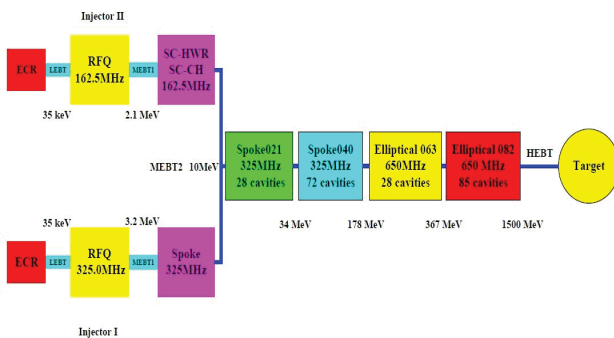 Injector II
ECR
LEBT
RFQ
162.5MHz
MEBT1
SC-HWR
SC-CH
162.5MHz
35 keV
2.1 MeV
MEBT2 10MeV
Spoke021
325MHz
28 cavities
Spoke040
325MHz
72 cavities
Elliptical 063
650MHz
28 cavities
Elliptical 082
650 MHz
85 cavities
HEBT
Target
34 MeV
178 MeV
367 MeV
1500 MeV
35 keV
3.2 MeV
ECR
LEBT
RFQ
325.0MHz
MEBT1
Spoke
325MHz
Injector I